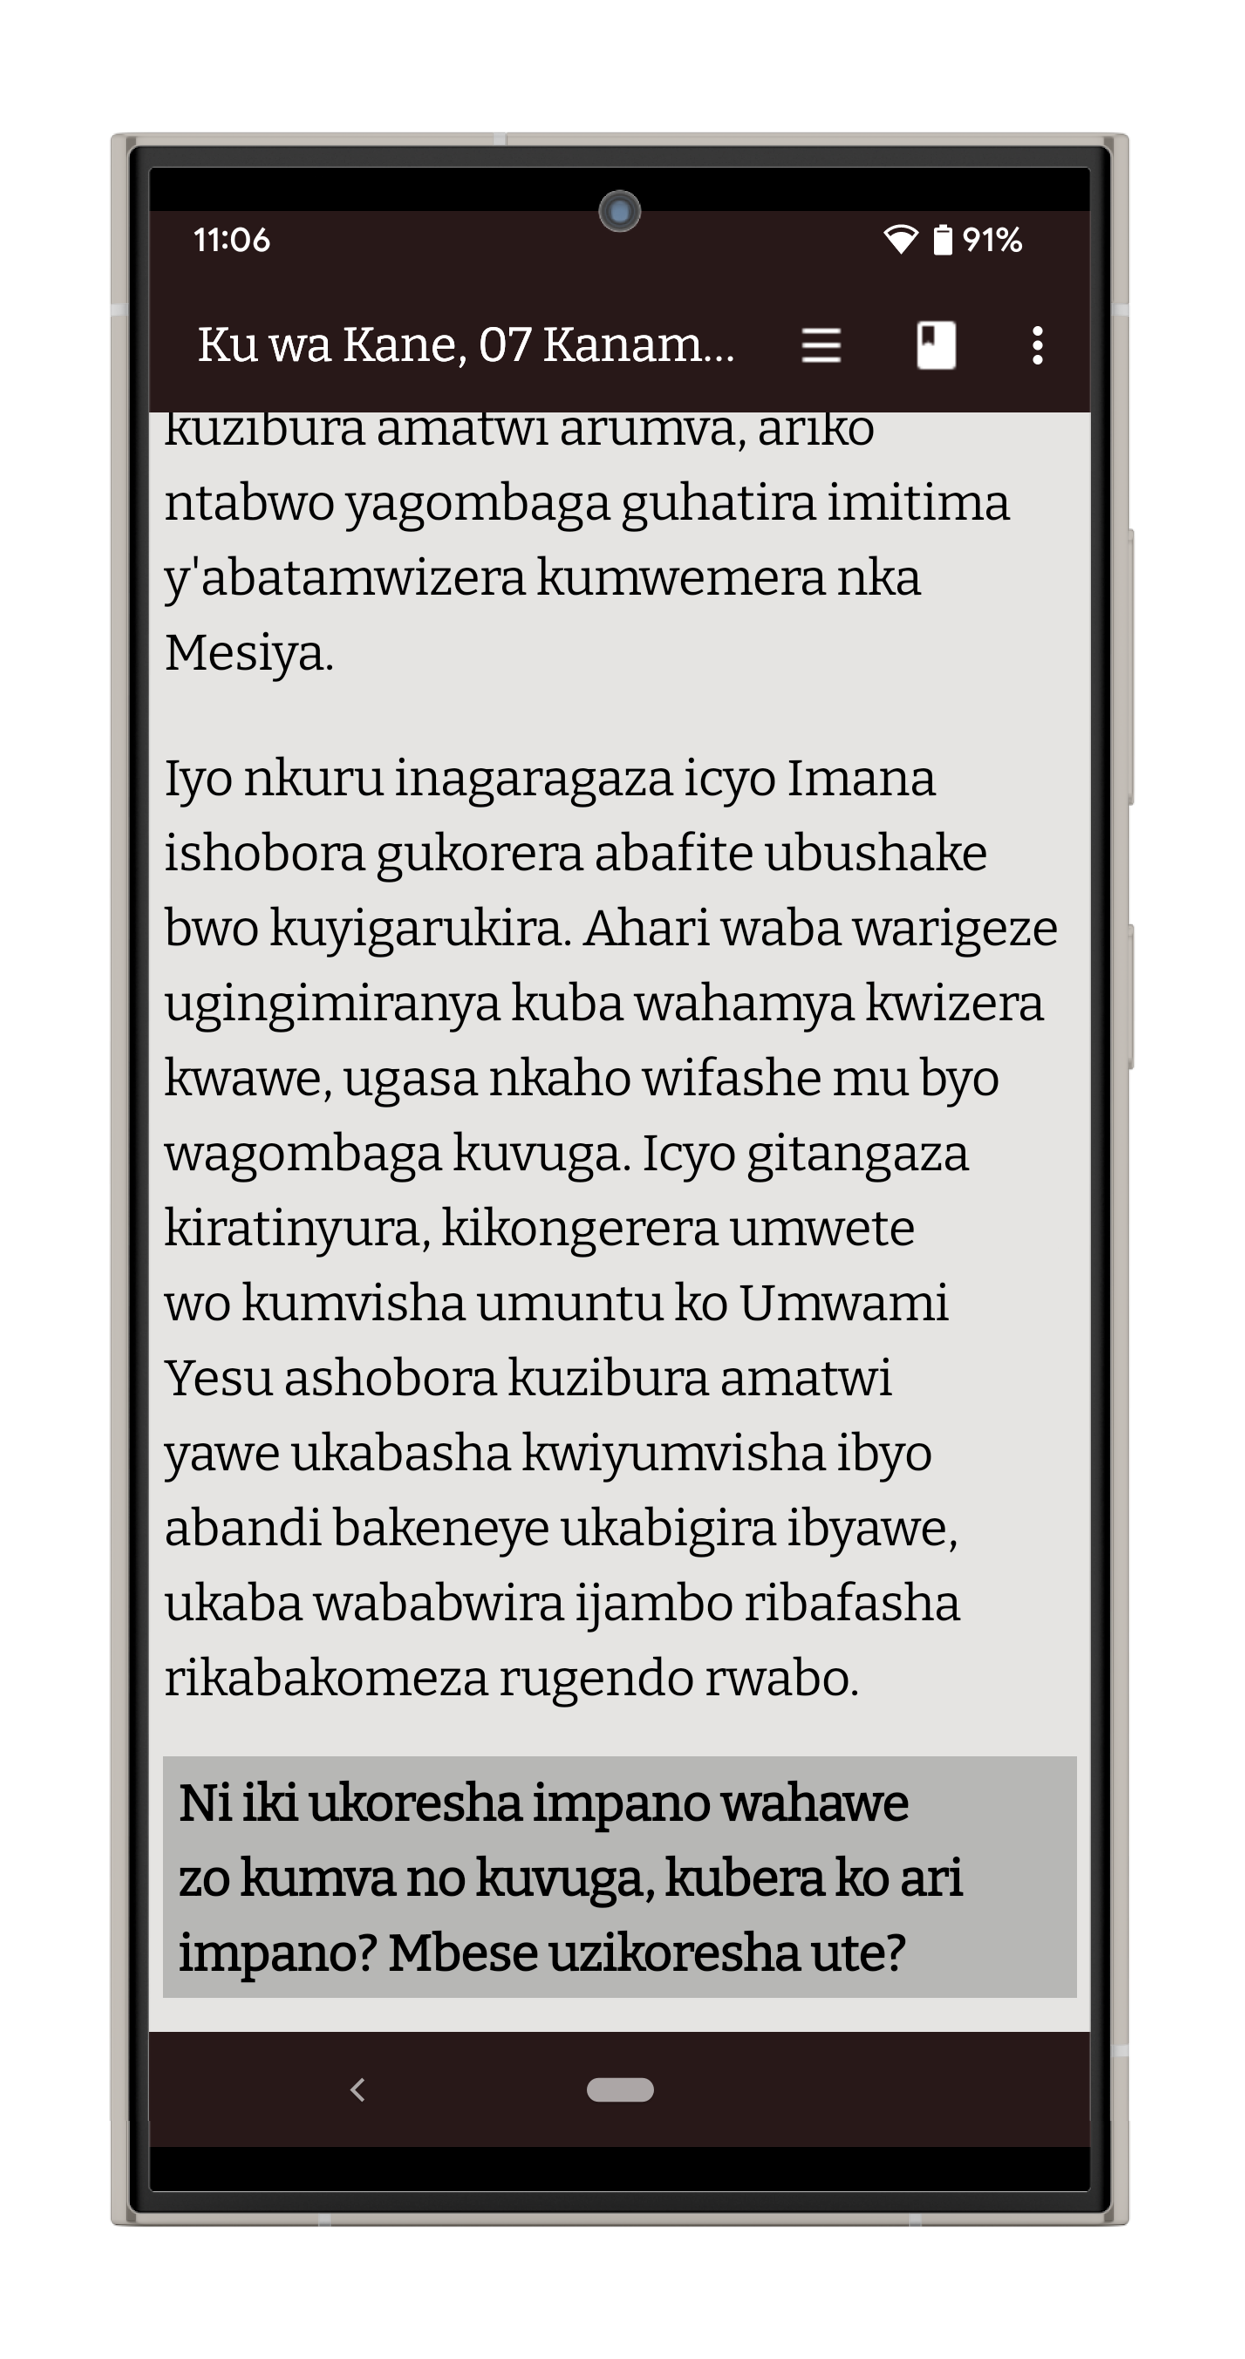 11:06
91%
Ku wa Kane, 07 Kanam...
kuzibura amatwi arumva, ariko
ntabwo yagombaga guhatira imitima
y'abatamwizera kumwemera nka
Mesiya.
Iyo nkuru inagaragaza icyo Imana
ishobora gukorera abafite ubushake
bwo kuyigarukira. Ahari waba warigeze
ugingimiranya kuba wahamya kwizera
kwawe, ugasa nkaho wifashe mu byo
wagombaga kuvuga. Icyo gitangaza
kiratinyura, kikongerera umwete
wo kumvisha umuntu ko Umwami
Yesu ashobora kuzibura amatwi
yawe ukabasha kwiyumvisha ibyo
abandi bakeneye ukabigira ibyawe,
ukaba wababwira ijambo ribafasha
rikabakomeza rugendo rwabo.
Ni iki ukoresha impano wahawe
zo kumva no kuvuga, kubera ko ari
impano? Mbese uzikoresha ute?